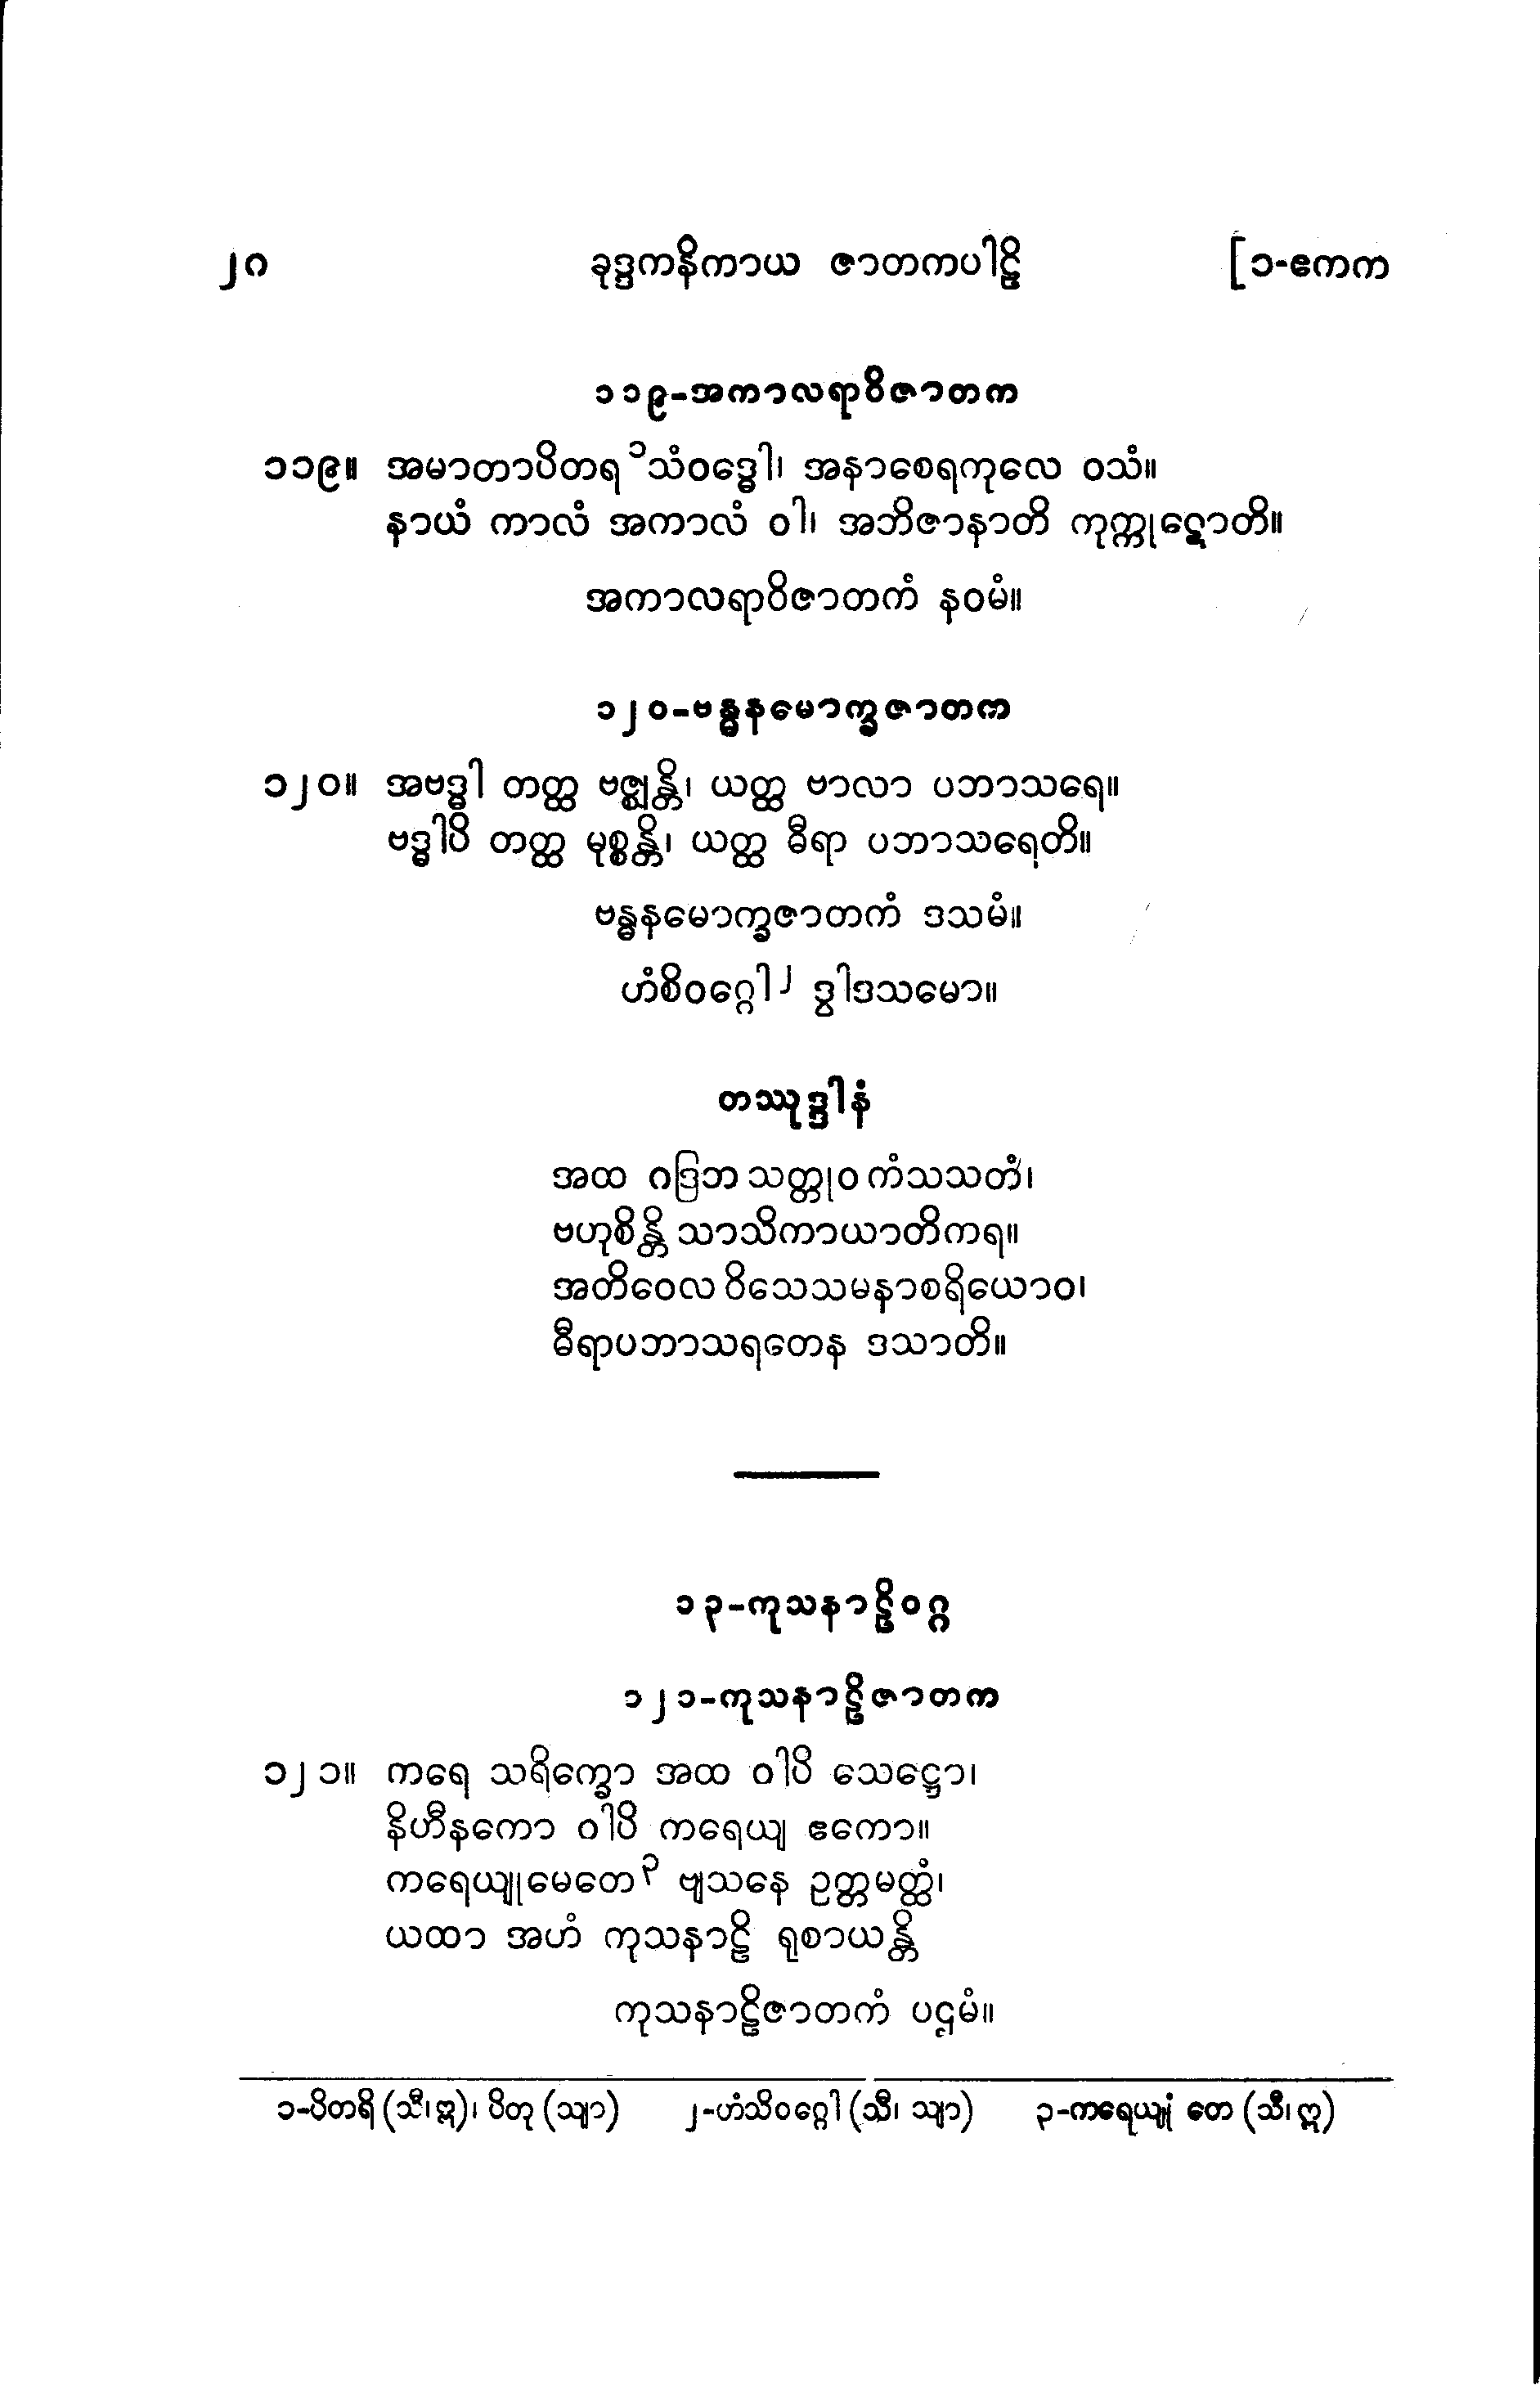 ၂၈ ခုဒ္ဒကနိကာယ ဇာတကပါဠိ [၁-ဧကက
၁၁၉-အကာလရာဝိဇာတက
၁၁၉။ အမာတာပိတရ၁သံဝဒ္ဓေါ၊ အနာစေရကုလေ ဝသံ။
နာယံ ကာလံ အကာလံ ဝါ၊ အဘိဇာနာတိ ကုက္ကုဋောတိ။
အကာလရာဝိဇာတကံ နဝမံ။
၁၂၀-ဗန္ဓနမောက္ခဇာတက
၁၂၀။ အဗဒ္ဓါ တတ္ထ ဗဇ္ဈန္တိ၊ ယတ္ထ ဗာလာ ပဘာသရေ။
ဗဒ္ဓါပိ တတ္ထ မုစ္စန္တိ၊ ယတ္ထ ဓီရာ ပဘာသရေတိ။
ဗန္ဓနမောက္ခဇာတကံ ဒသမံ။
ဟံစိဝဂ္ဂေါ၂ ဒွါဒသမော။
တဿုဒ္ဒါနံ
အထ ဂဒြဘ သတ္တုဝ ကံသသတံ၊
ဗဟုစိန္တိ သာသိကာယာတိကရ။
အတိဝေလ ဝိသေသမနာစရိယောဝ၊
ဓီရာပဘာသရတေန ဒသာတိ။
၁၃-ကုသနာဠိဝဂ္ဂ
၁၂၁-ကုသနာဠိဇာတက
၁၂၁။ ကရေ သရိက္ခော အထ ဝါပိ သေဋ္ဌော၊
နိဟီနကော ဝါပိ ကရေယျ ဧကော။
ကရေယျုမေတေ၃ ဗျသနေ ဥတ္တမတ္ထံ၊
ယထာ အဟံ ကုသနာဠိ ရုစာယန္တိ
ကုသနာဠိဇာတကံ ပဌမံ။
၁-ပိတရိ (သီ၊ ဣ)၊ ပိတု (သျာ) ၂-ဟံသိဝဂ္ဂေါ (သီ၊ သျာ) ၃-ကရေယျုံ တေ (သီ၊ ဣ)